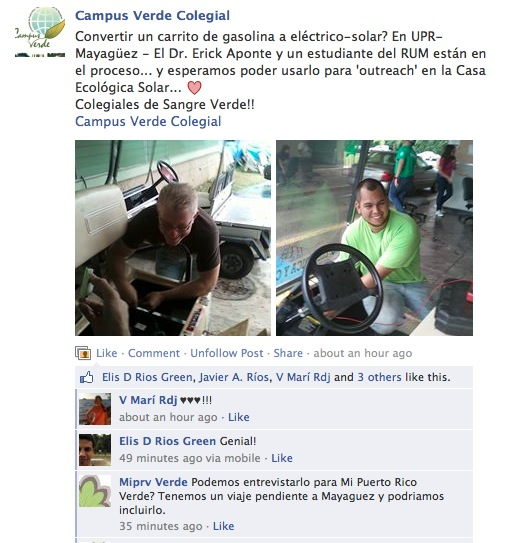 Campus Verde Colegial
Convertir un carrito de gasolina a eléctrico-solar? En UPR-
Mayagüez - El Dr. Erick Aponte y un estudiante del RUM están en
el proceso... y esperamos poder usarlo para 'outreach' en la Casa
Ecológica Solar...
Colegiales de Sangre Verde!!
Campus Verde Colegial
Like · Comment · Unfollow Post · Share · about an hour ago
Elis D Rios Green, Javier A. Ríos, V Marí Rdj and 3 others like this.
V Marí Rdj ♥♥♥!!!
about an hour ago · Like
Elis D Rios Green Genial!
49 minutes ago via mobile · Like
Miprv Verde Podemos entrevistarlo para Mi Puerto Rico
Verde? Tenemos un viaje pendiente a Mayaguez y podriamos
incluirlo.
35 minutes ago · Like